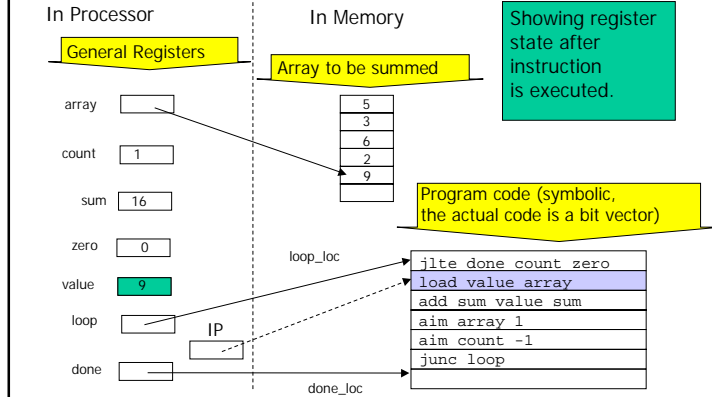 In Processor
In Memory
Showing register
state after
instruction
is executed.
General Registers
Array to be summed
array
5
3
6
2
9
count
1
sum
16
Program code (symbolic,
the actual code is a bit vector)
zero
0
loop_loc
jlte done count zero
value
9
load value array
add sum value sum
loop
IP
aim array 1
aim count -1
junc loop
done
done_loc